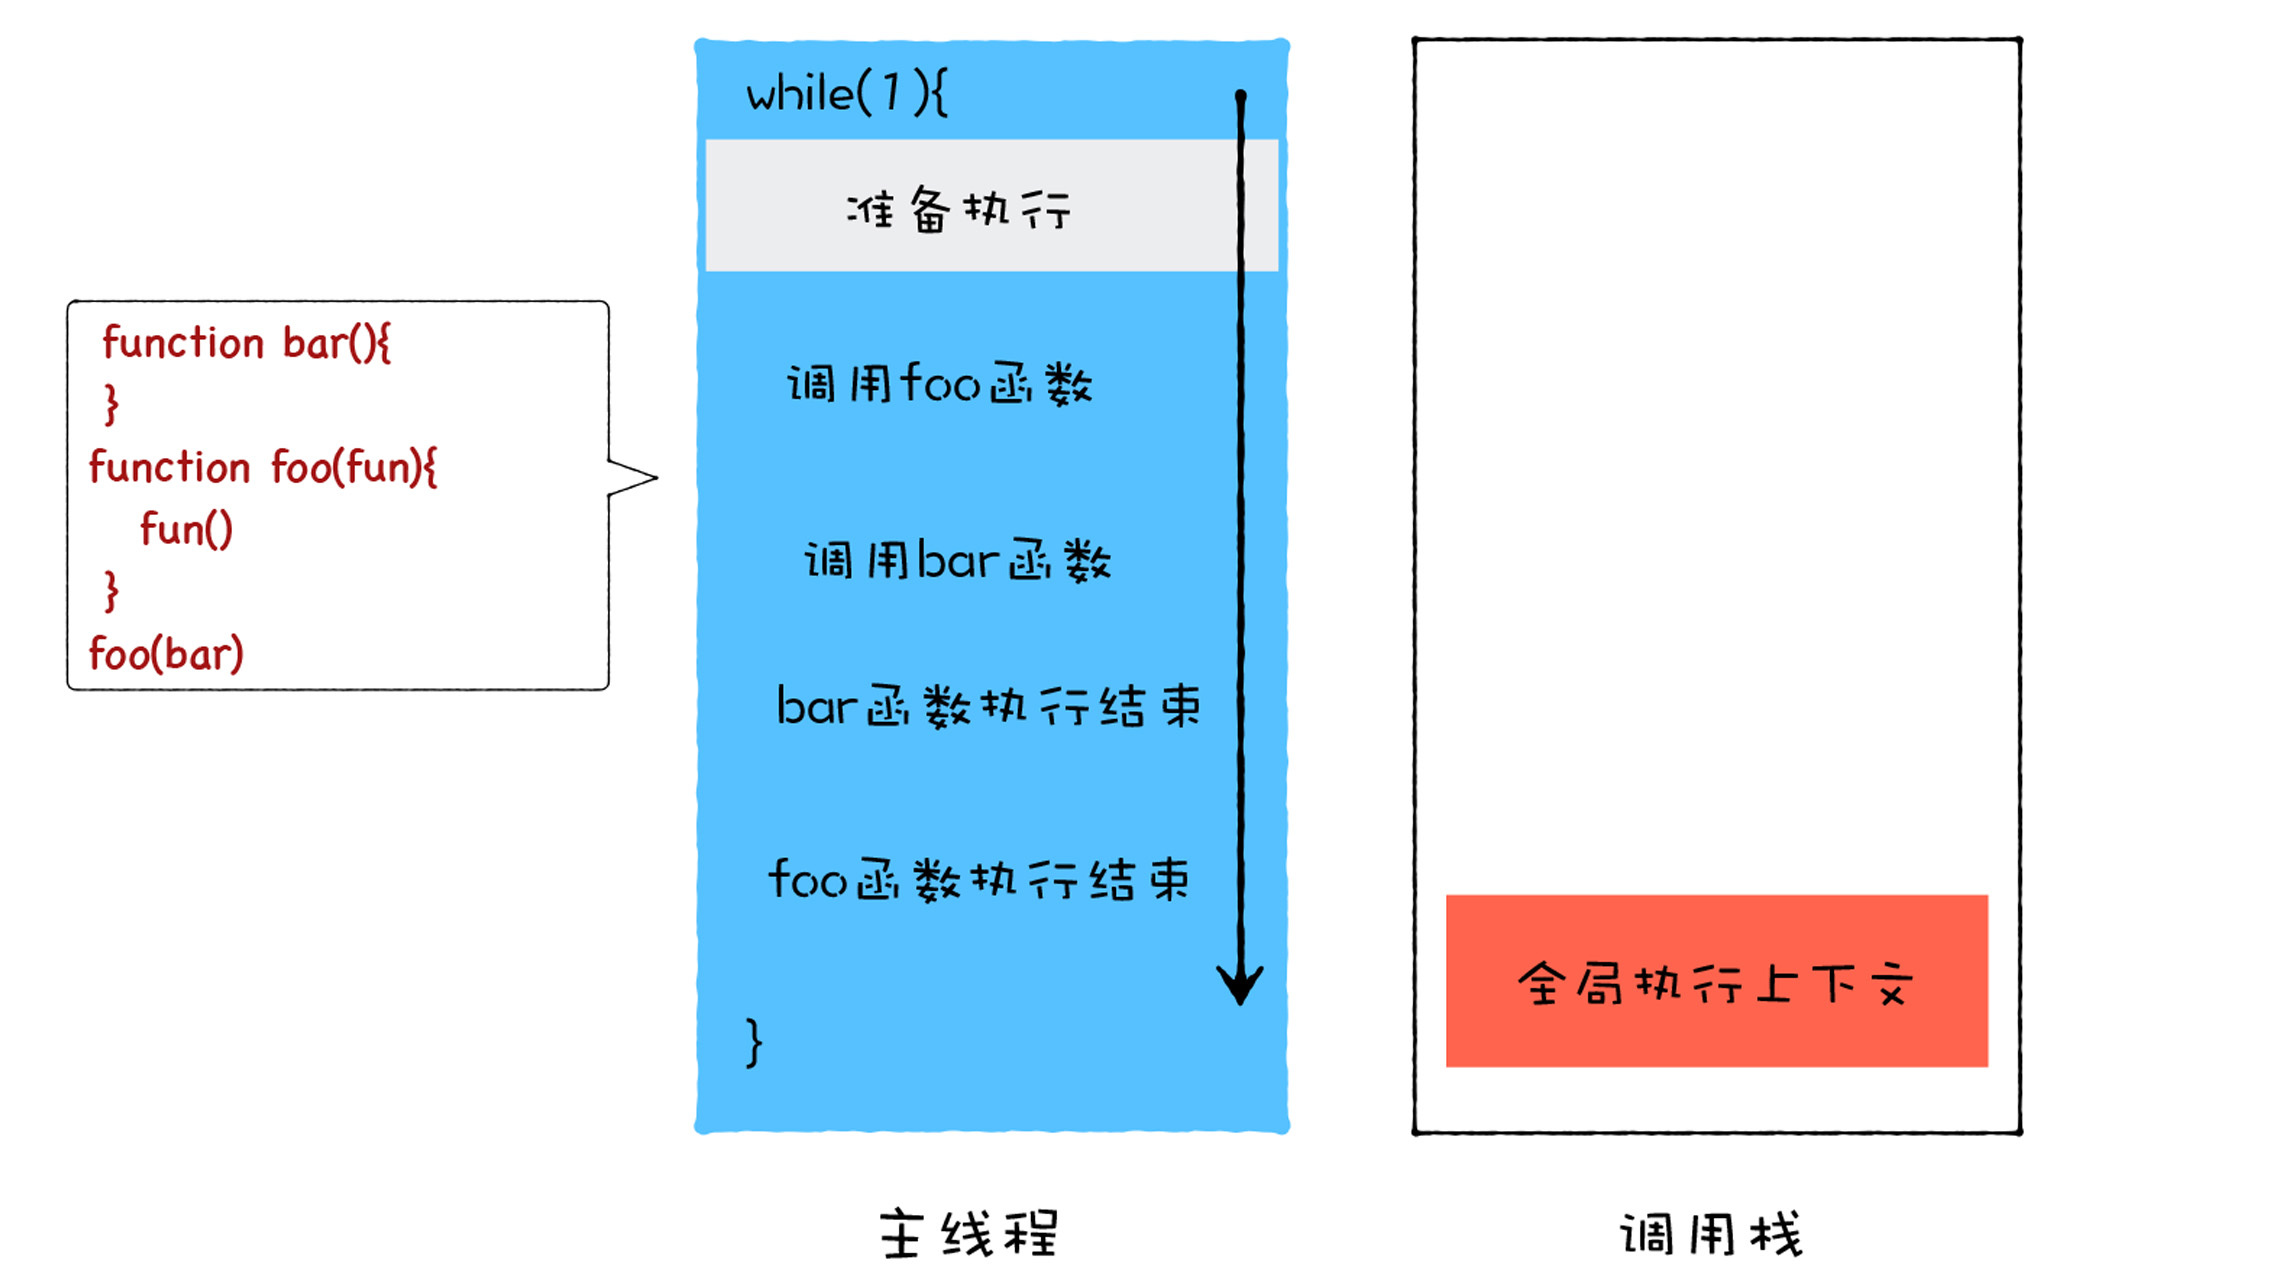 function bar(){
}
function foo(fun){
fun()
}
foo(bar)
while(1){
准备执行
调用foo函数
调用bar函数
bar函数执行结束
foo函数执行结束
}
主线程
全局执行上下文
调用栈